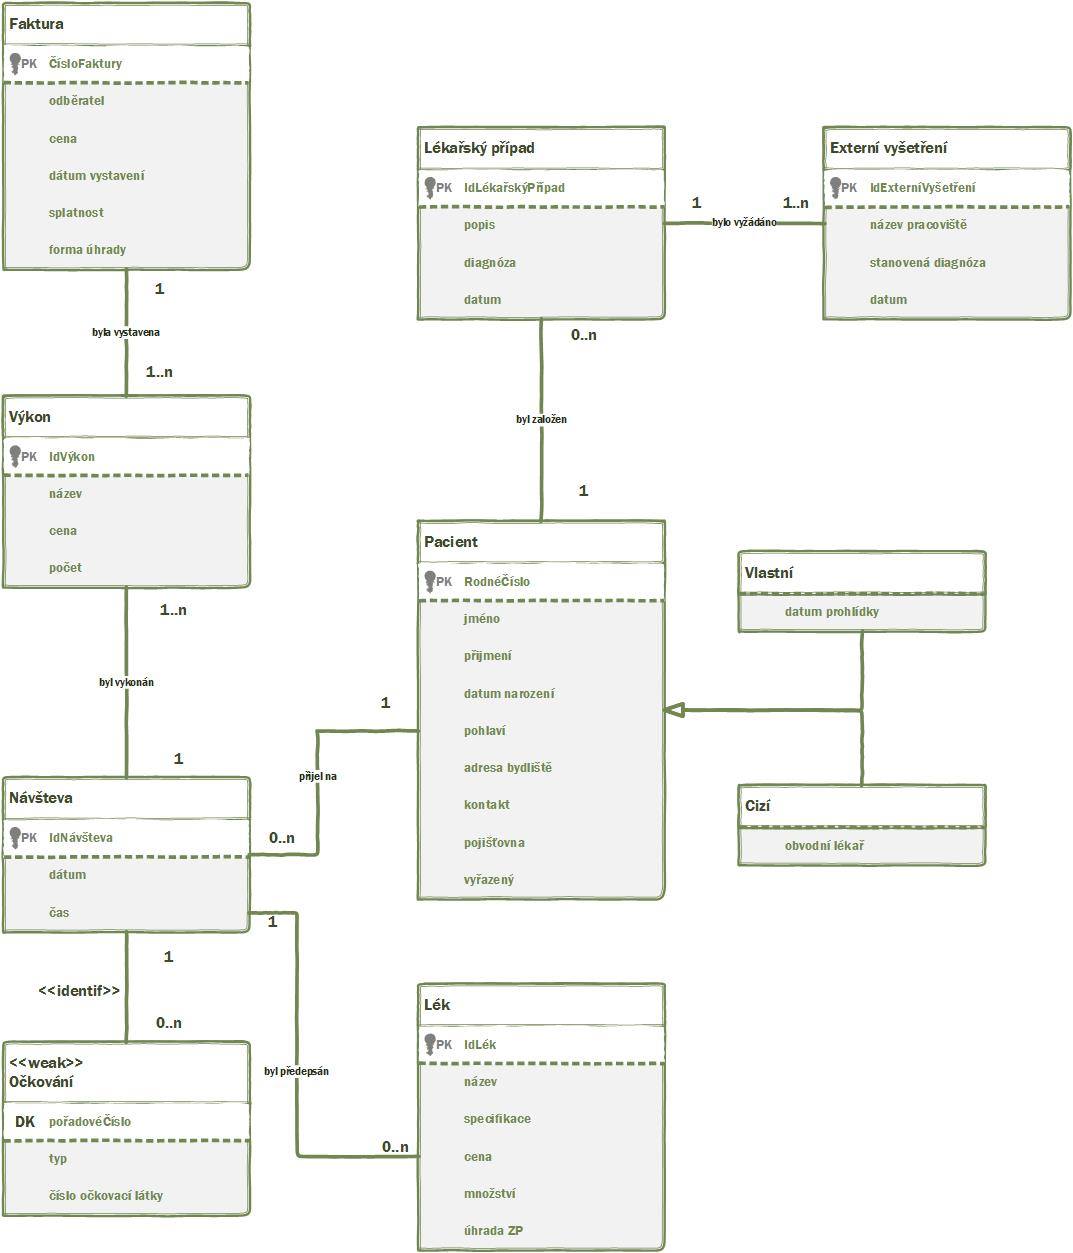 Faktura
PK ČísloFaktury
odběratel
cena
dátum vystavení
splatnost
forma úhrady
1
byla vystavena
1..n
Výkon
PK IdVýkon
název
cena
počet
1..n
byl vykonán
1
Návšteva
PK IdNávšteva
dátum
čas
1
<<identif>>
0..n
<<weak>>
Očkování
DK pořadovéČíslo
typ
číslo očkovací látky
Lékařský případ
PK IdLékařskýPřípad
popis
diagnóza
datum
1
bylo vyžádáno
1..n
Externí vyšetření
PK IdExterníVyšetření
název pracoviště
stanovená diagnóza
datum
0..n
byl založen
1
Pacient
PK RodnéČíslo
jméno
přijmení
datum narození
pohlaví
adresa bydliště
kontakt
pojišťovna
vyřazený
1
přijel na
0..n
Vlastní
datum prohlídky
Cizí
obvodní lékař
1
byl předepsán
0..n
Lék
PK IdLék
název
specifikace
cena
množství
úhrada ZP